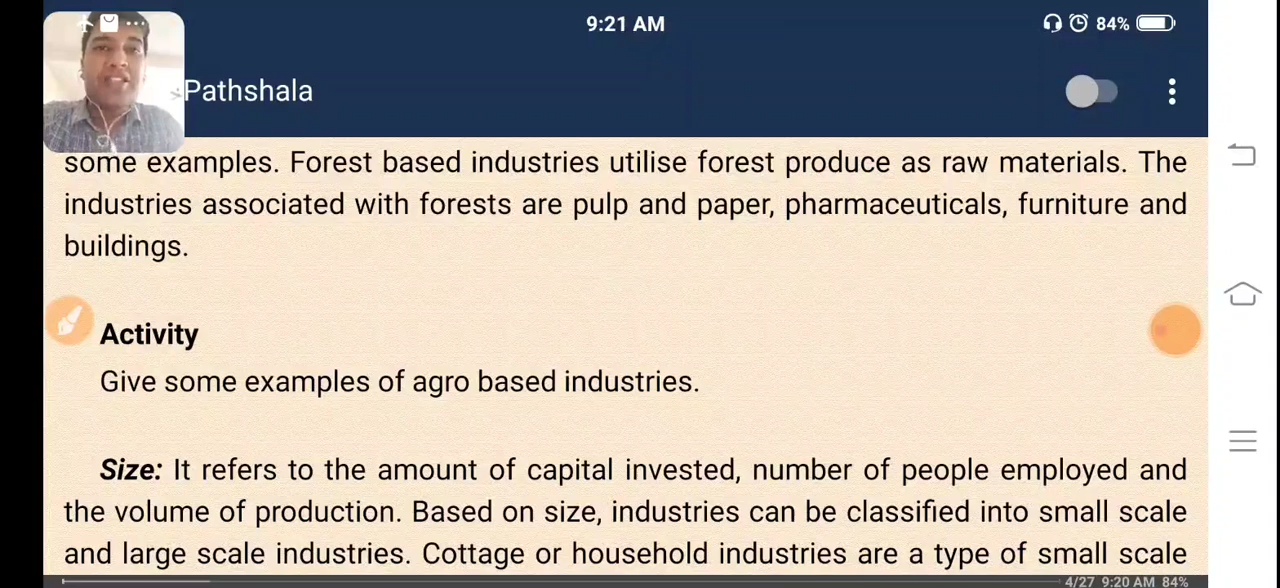 9:21 AM
84%
Pathshala
some examples. Forest based industries utilise forest produce as raw materials. The
industries associated with forests are pulp and paper, pharmaceuticals, furniture and
buildings.
Activity
Give some examples of agro based industries.
Size: It refers to the amount of capital invested, number of people employed and
the volume of production. Based on size, industries can be classified into small scale
and large scale industries. Cottage or household industries are a type of small scale
4/27 9:20 AM 84%